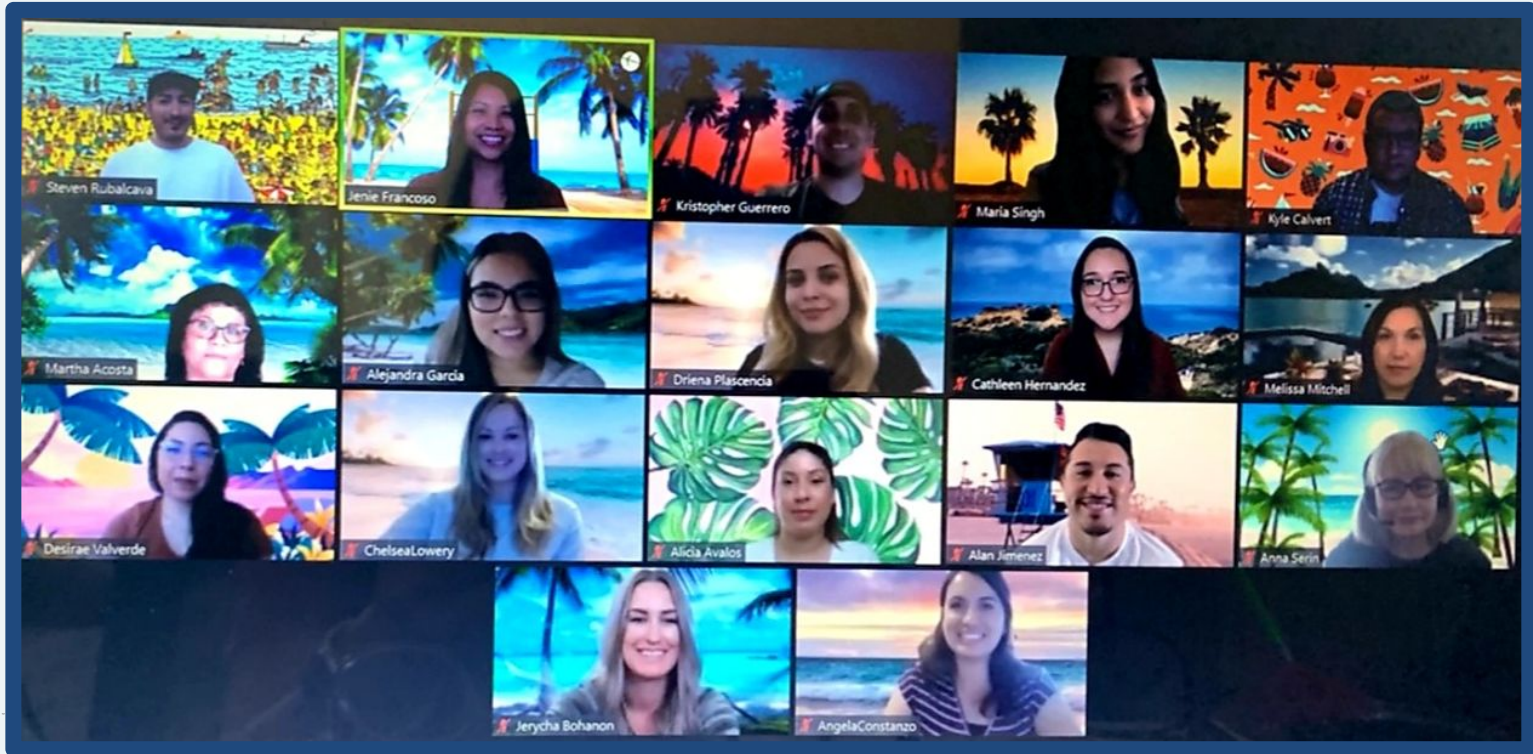 Steven Rubalcava
Jenie Francoso
Kristopher Guerrero
Maria Singh
Kyle Calvert
Martha Acosta
Alejandra Garcia
Driena Plascencia
Cathleen Hernandez
Melissa Mitchell
Desirae Valverde
ChelseaLowery
Alicia Avalos
Alan Jimenez
Anna Serin
Jerycha Bohanon
AngelaConstanzo